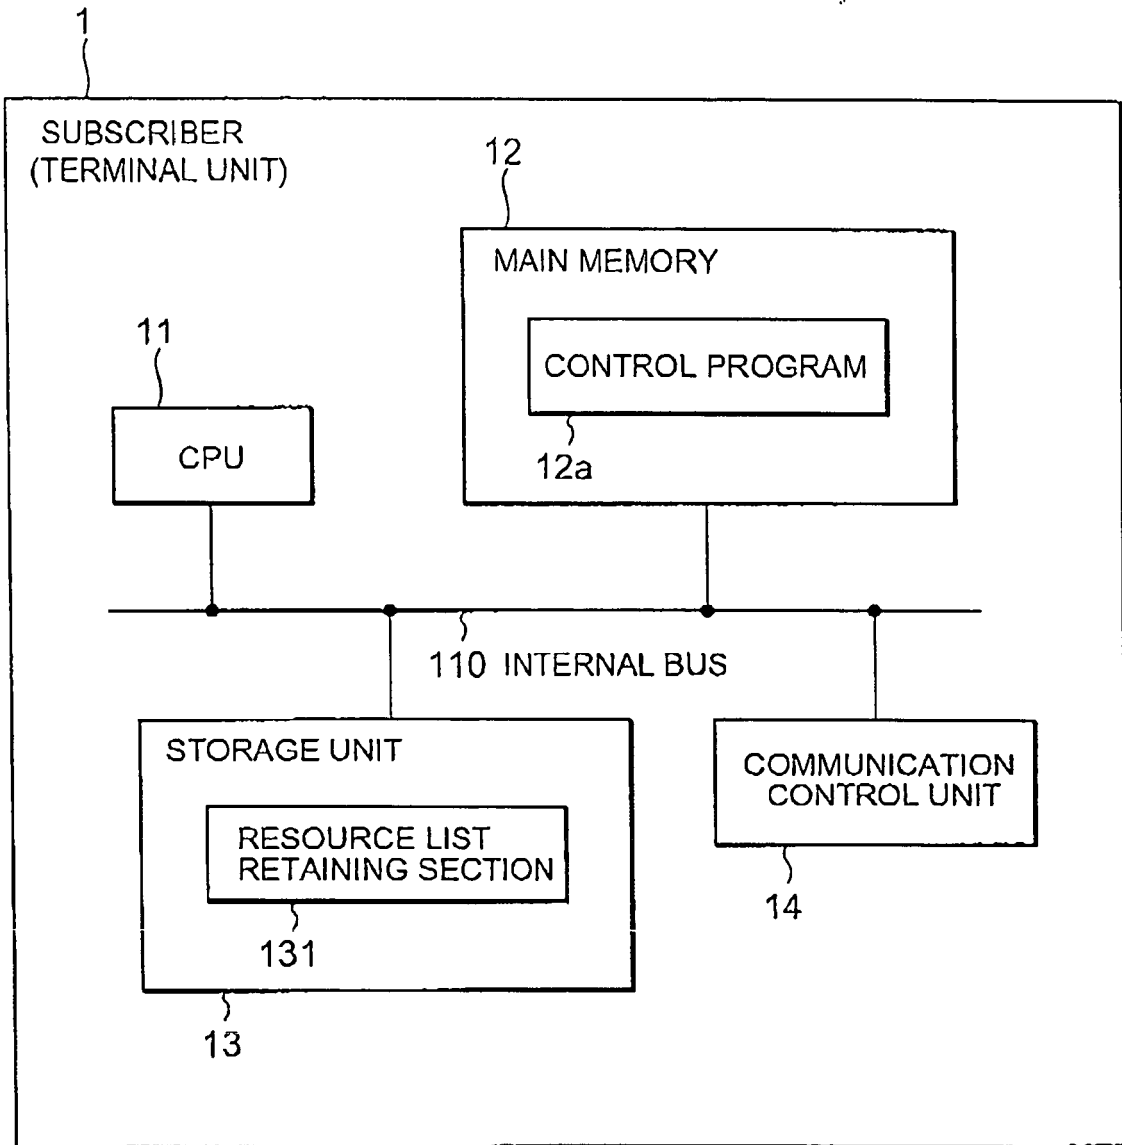 1
SUBSCRIBER
(TERMINAL UNIT)
12
MAIN MEMORY
11
CONTROL PROGRAM
CPU
12a
110 INTERNAL BUS
STORAGE UNIT
COMMUNICATION
CONTROL UNIT
RESOURCE LIST
RETAINING SECTION
14
131
13